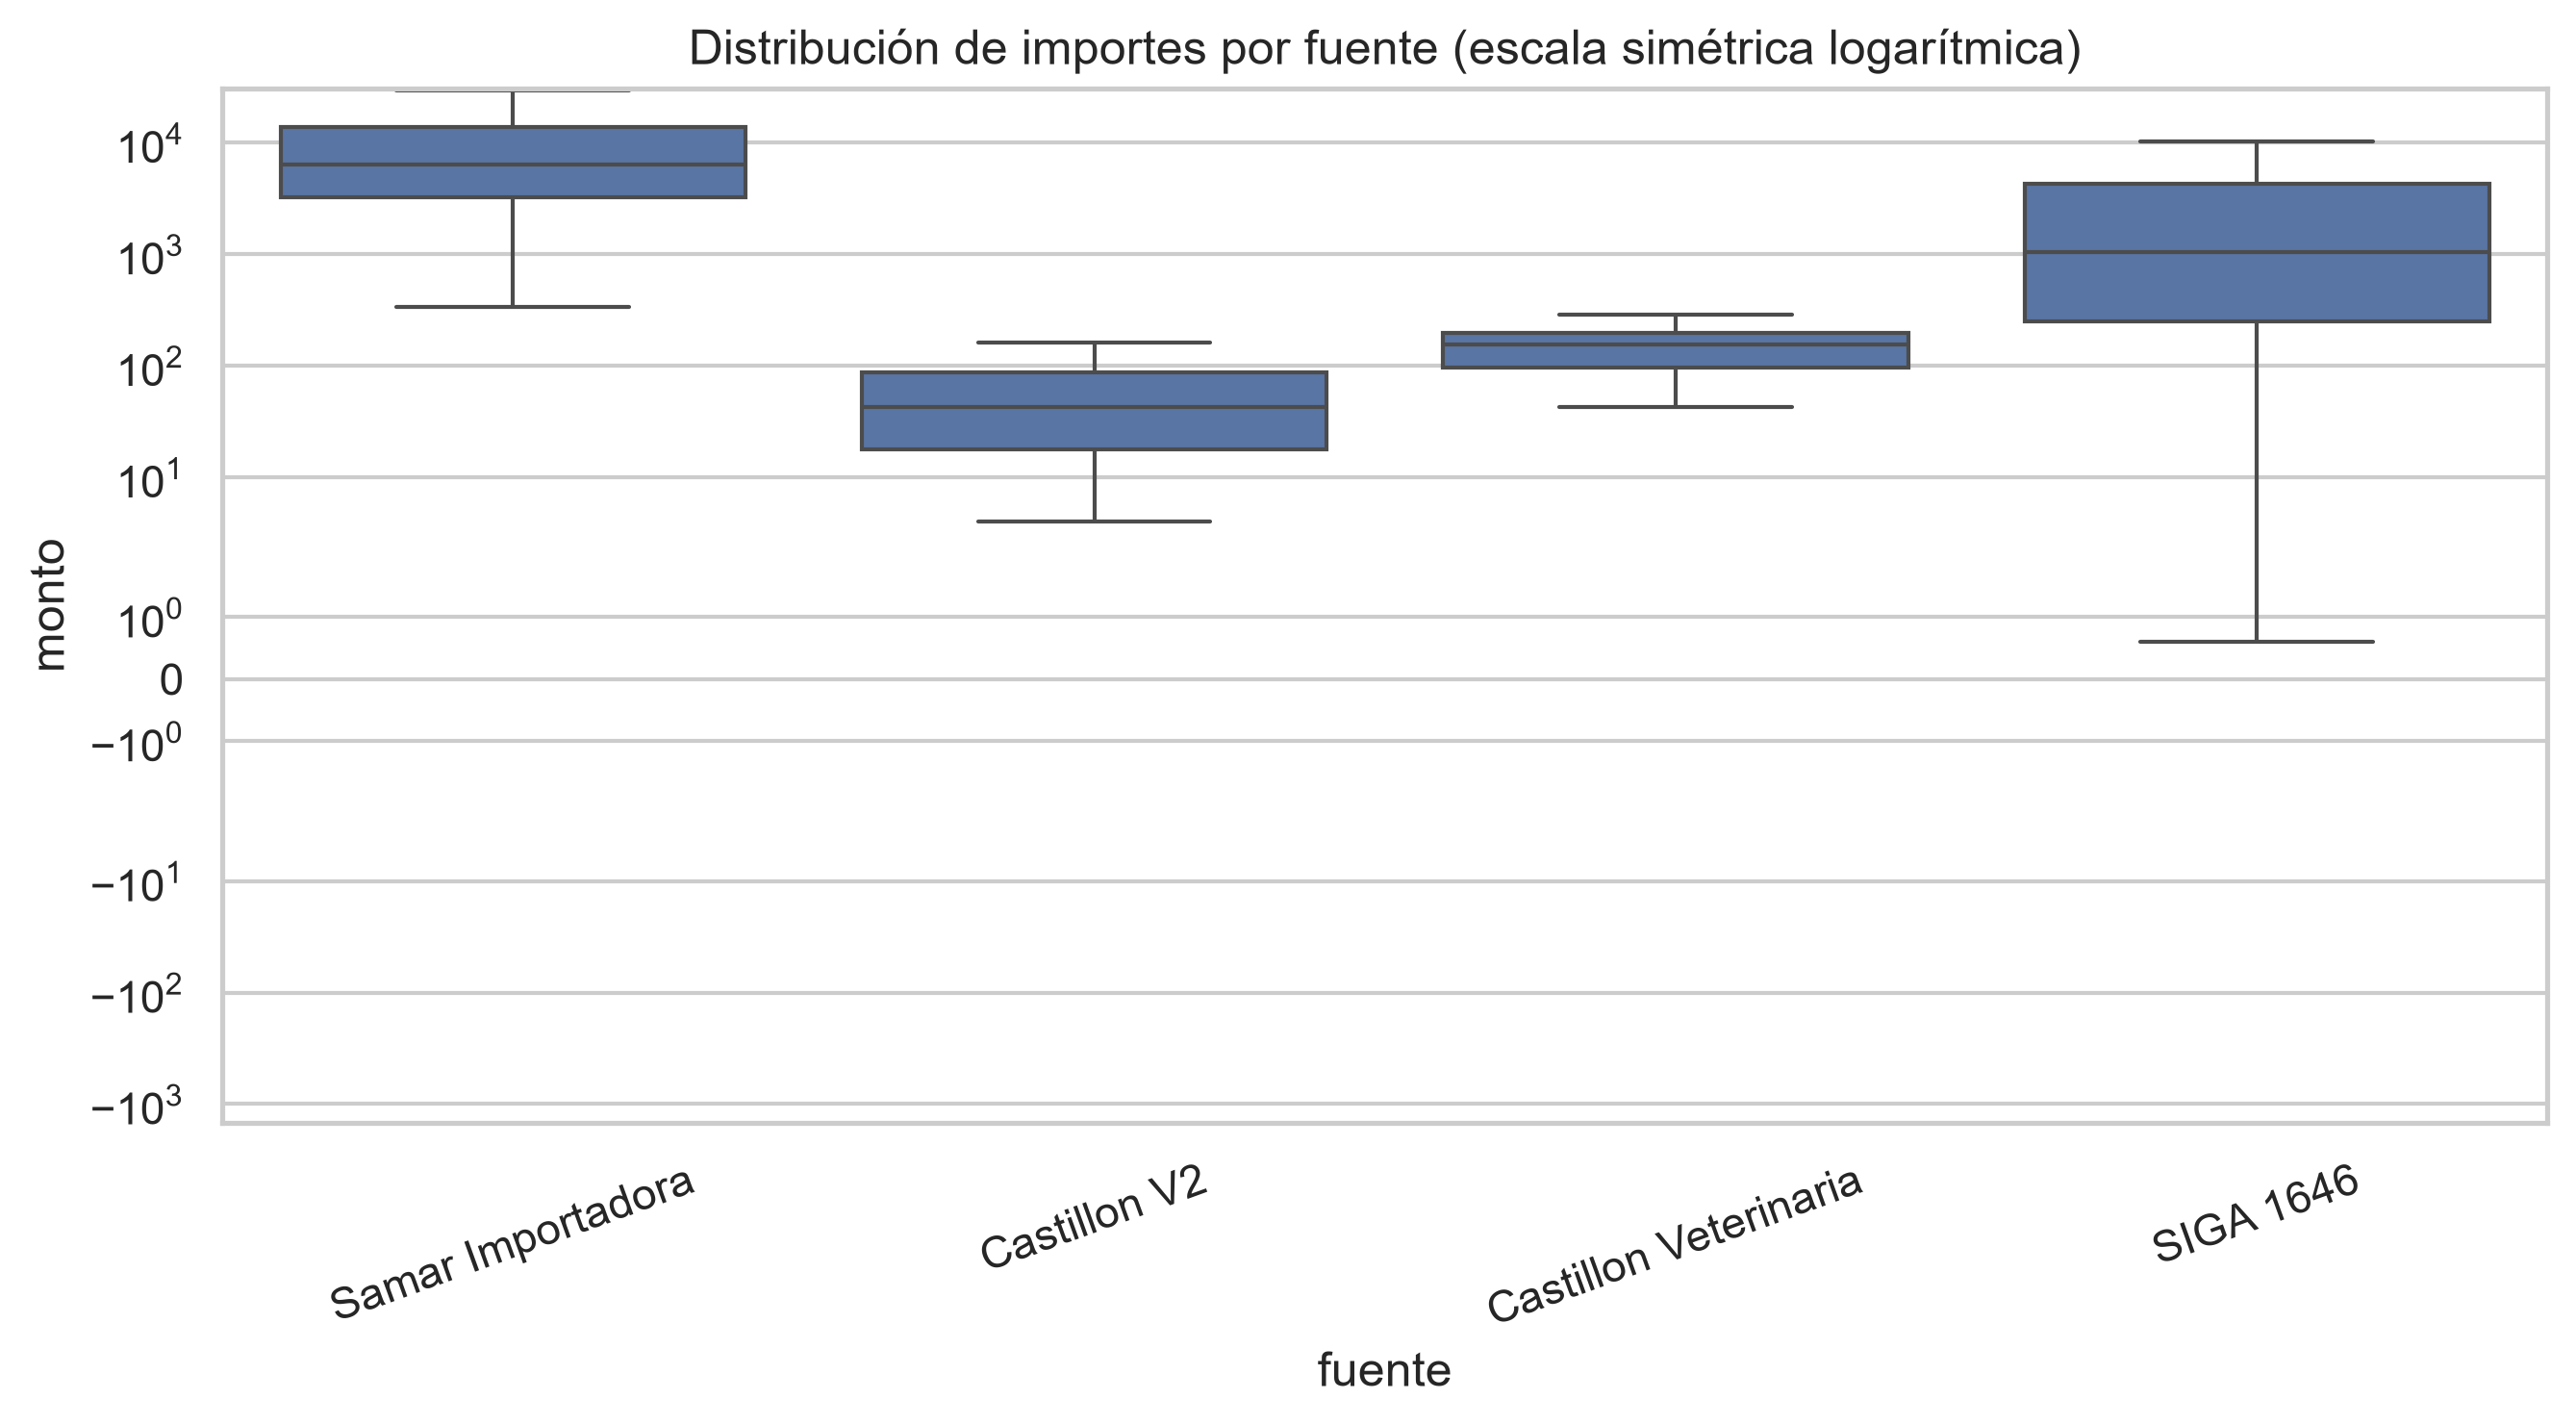 Distribución de importes por fuente (escala simétrica logarítmica)
monto
10⁴
10³
10²
10¹
10⁰
0
−10⁰
−10¹
−10²
−10³
Samar Importadora
Castillon V2
Castillon Veterinaria
SIGA 1646
fuente